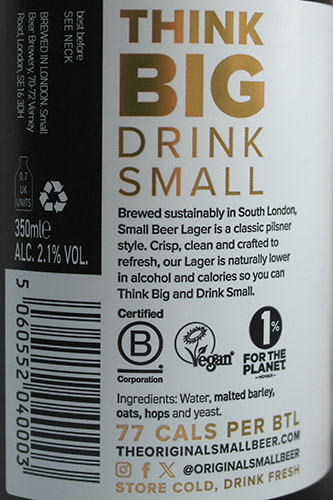 THINK
BIG
DRINK
SMALL
Brewed sustainably in South London,
Small Beer Lager is a classic pilsner
style. Crisp, clean and crafted to
refresh, our Lager is naturally lower
in alcohol and calories so you can
Think Big and Drink Small.
Certified
B
Corporation
Vegan
1%
FOR THE
PLANET
MEMBER
Ingredients: Water, malted barley,
oats, hops and yeast.
77 CALS PER BTL
THEORIGINALSMALLBEER.COM
@ORIGINALSMALLBEER
STORE COLD, DRINK FRESH
best before
SEE NECK
BREWED IN LONDON. Small
Beer Brewery, 70-72 Verney
Road, London, SE16 3DH
0.7
UK
UNITS
350ml℮
ALC. 2.1% VOL.
5 060552 040003